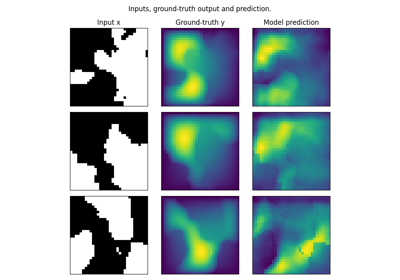 Inputs, ground-truth output and prediction.
Input x
Ground-truth y
Model prediction